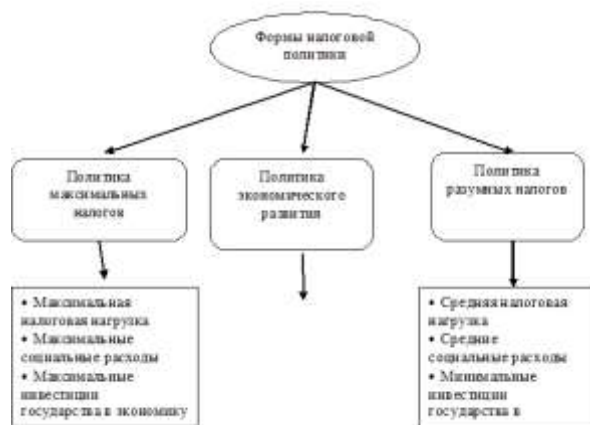 Формы налоговой
политики
Политика
максимальных
налогов
Политика
экономического
развития
Политика
разумных налогов
• Максимальная
налоговая нагрузка
• Максимальные
социальные расходы
• Максимальные
инвестиции
государства в экономику
• Средняя налоговая
нагрузка
• Средние
социальные расходы
• Минимальные
инвестиции
государства в